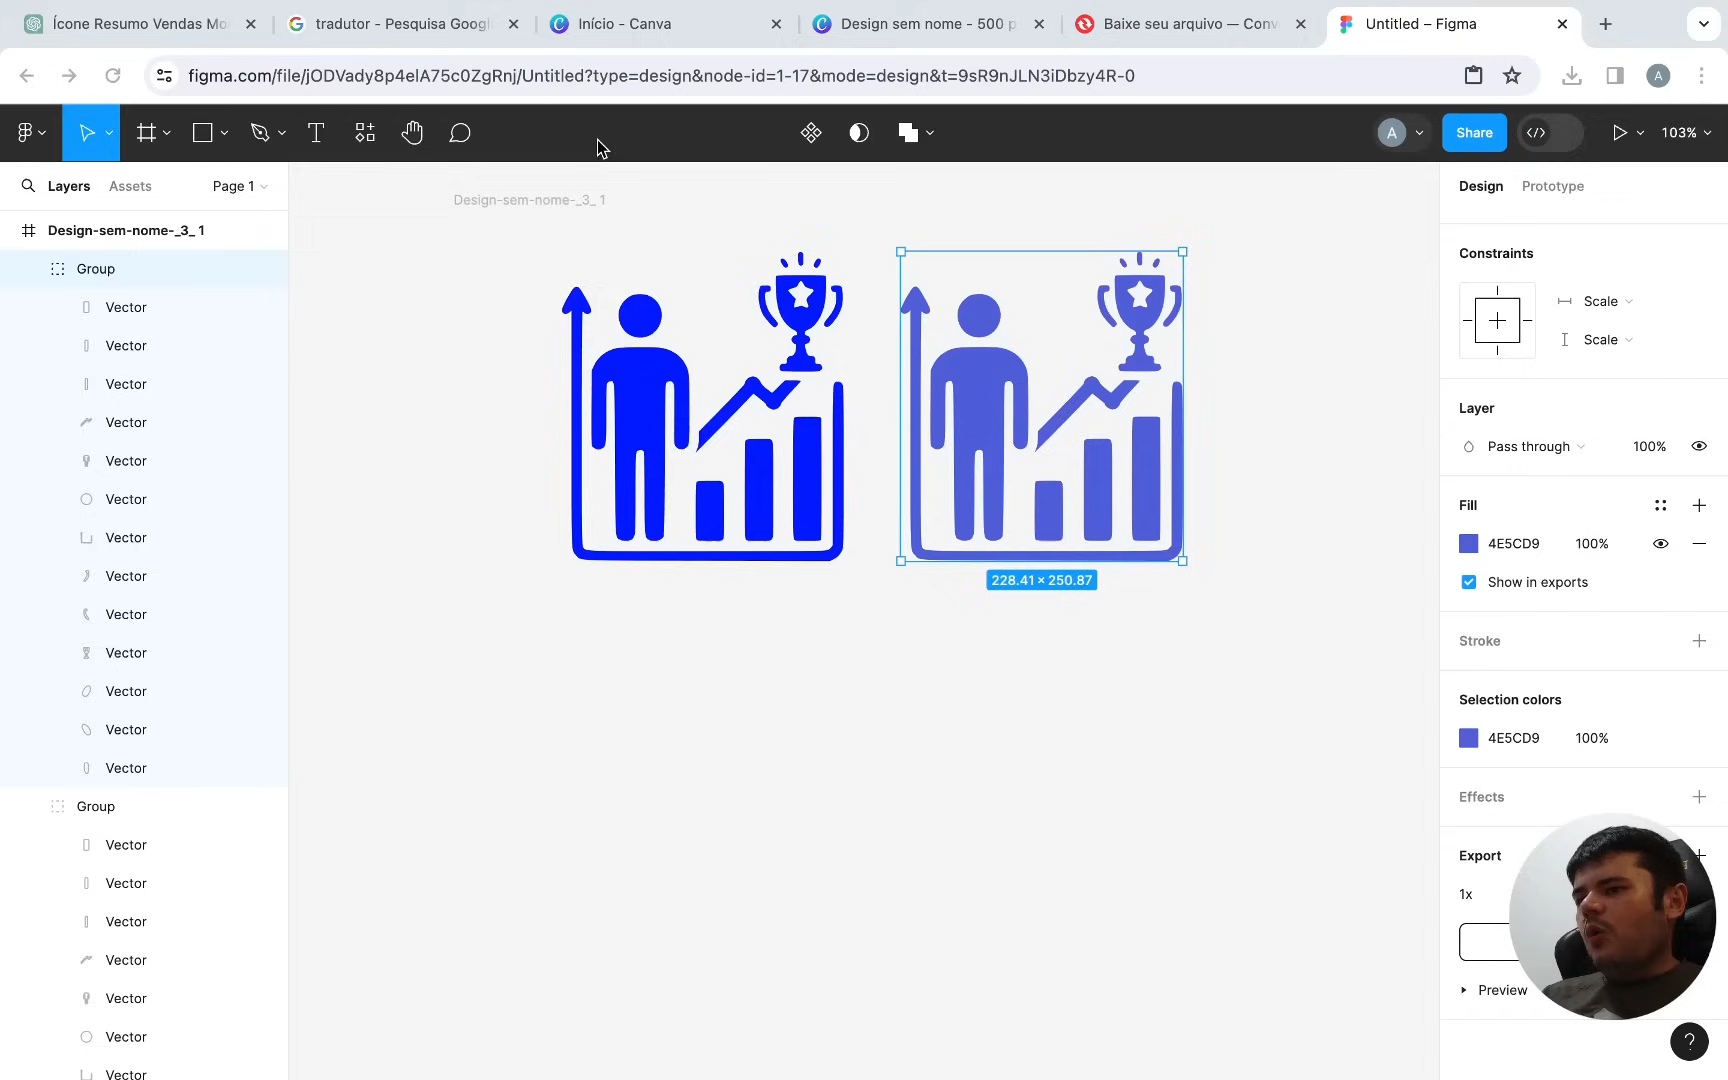 Ícone Resumo Vendas Mo
tradutor - Pesquisa Google
Início - Canva
Design sem nome - 500 p
Baixe seu arquivo — Conv
Untitled – Figma
figma.com/file/jODVady8p4elA75c0ZgRnj/Untitled?type=design&node-id=1-17&mode=design&t=9sR9nJLN3iDbzy4R-0
A
A
Share
103%
Layers
Assets
Page 1
Design
Prototype
Design-sem-nome-_3_ 1
Design-sem-nome-_3_ 1
Group
Vector
Vector
Vector
Vector
Vector
Vector
Vector
Vector
Vector
Vector
Vector
Vector
Vector
Group
Vector
Vector
Vector
Vector
Vector
Vector
Vector
228.41 × 250.87
Constraints
Scale
Scale
Layer
Pass through
100%
Fill
4E5CD9
100%
Show in exports
Stroke
Selection colors
4E5CD9
100%
Effects
Export
1x
Preview
?